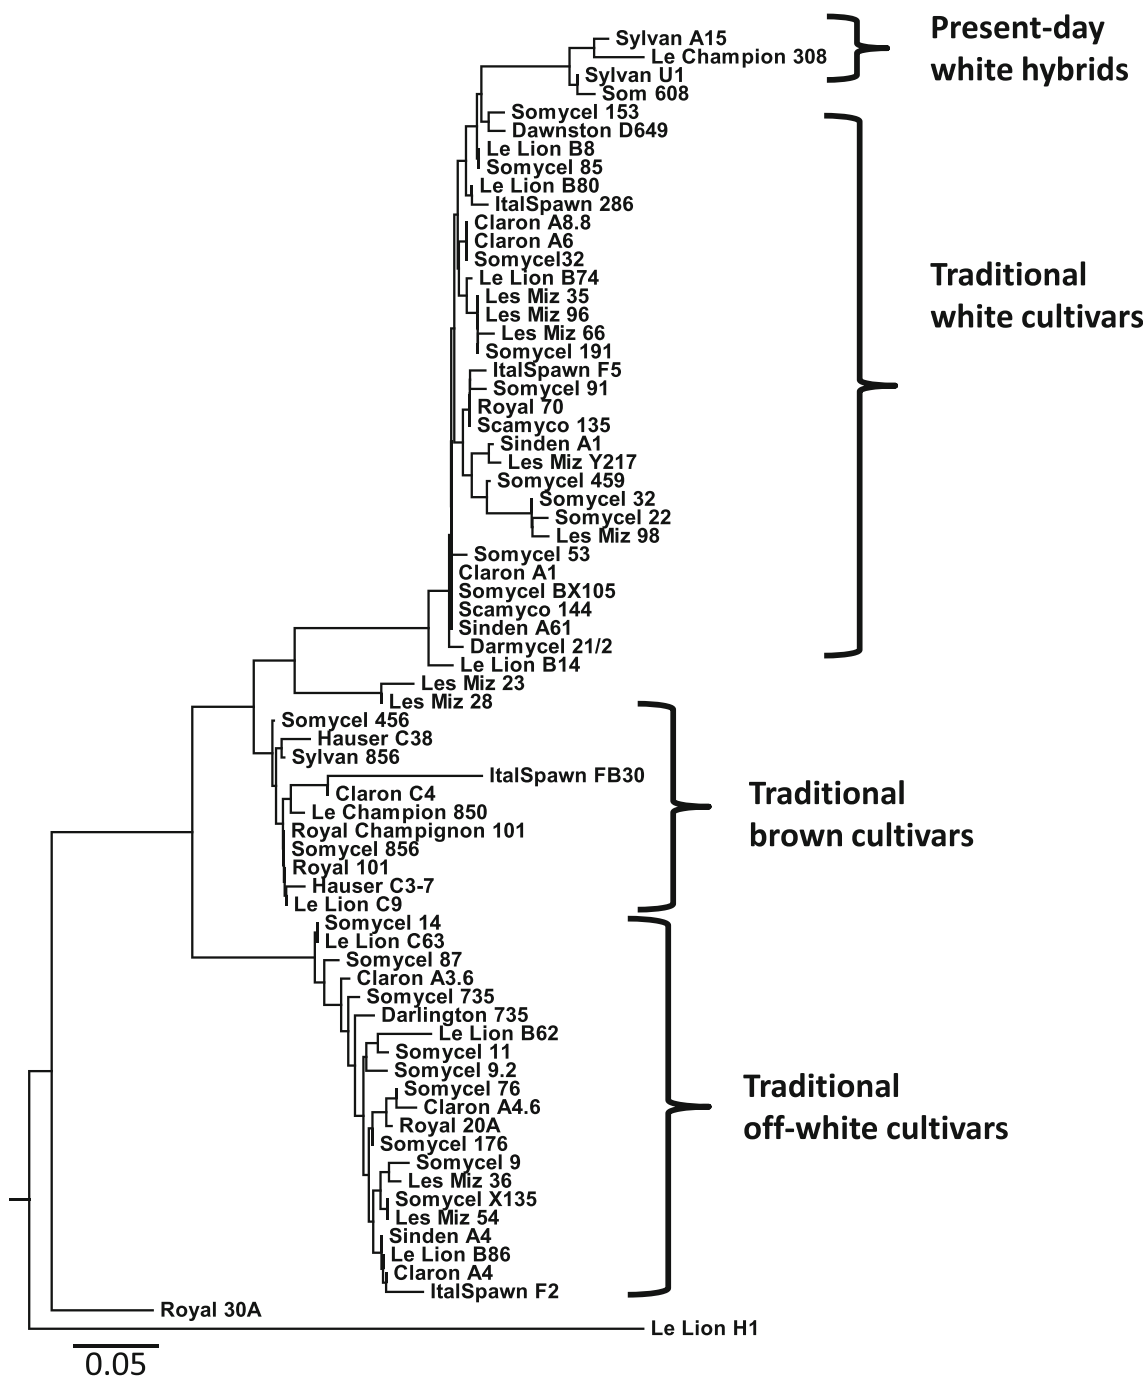 Present-day
white hybrids
Sylvan A15
Le Champion 308
Sylvan U1
Som 608
Somycel 153
Dawnston D649
Le Lion B8
Somycel 85
Le Lion B80
ItalSpawn 286
Claron A8.8
Claron A6
Somycel32
Le Lion B74
Les Miz 35
Les Miz 96
Les Miz 66
Somycel 191
ItalSpawn F5
Somycel 91
Royal 70
Scamyco 135
Sinden A1
Les Miz Y217
Somycel 459
Somycel 32
Somycel 22
Les Miz 98
Somycel 53
Claron A1
Somycel BX105
Scamyco 144
Sinden A61
Darmycel 21/2
Le Lion B14
Traditional
white cultivars
Les Miz 23
Les Miz 28
Somycel 456
Hauser C38
Sylvan 856
ItalSpawn FB30
Claron C4
Le Champion 850
Royal Champignon 101
Somycel 856
Royal 101
Hauser C3-7
Le Lion C9
Traditional
brown cultivars
Somycel 14
Le Lion C63
Somycel 87
Claron A3.6
Somycel 735
Darlington 735
Le Lion B62
Somycel 11
Somycel 9.2
Somycel 76
Claron A4.6
Royal 20A
Somycel 176
Somycel 9
Les Miz 36
Somycel X135
Les Miz 54
Sinden A4
Le Lion B86
Claron A4
ItalSpawn F2
Traditional
off-white cultivars
Royal 30A
Le Lion H1
0.05